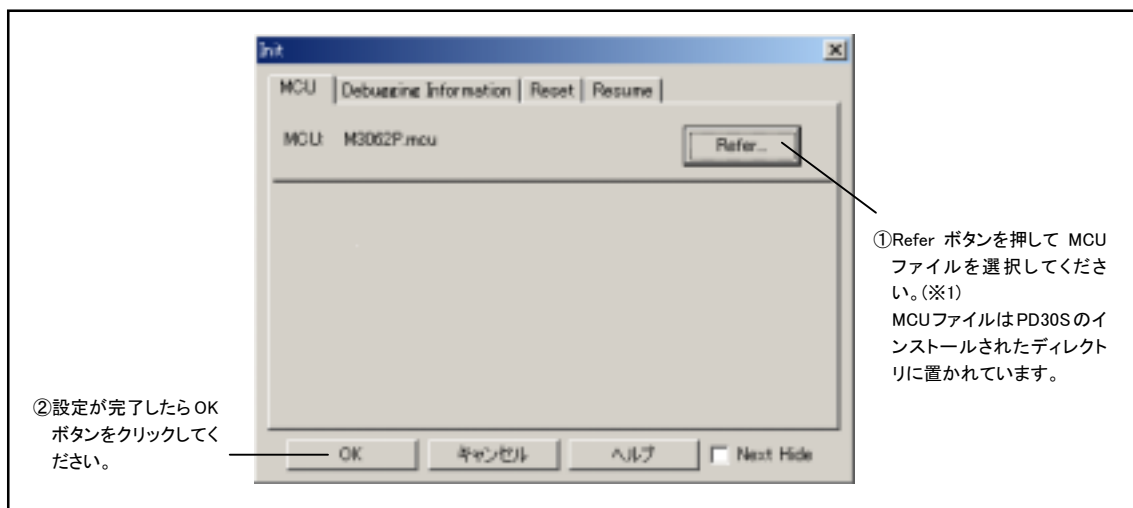 Init
MCU Debugging Information Reset Resume
MCU: M3062P.mcu Refer...
①Refer ボタンを押して MCU
ファイルを選択してくださ
い。(※1)
MCUファイルはPD30Sのイ
ンストールされたディレクト
リに置かれています。
②設定が完了したらOK
ボタンをクリックしてく
ださい。
OK キャンセル ヘルプ Next Hide